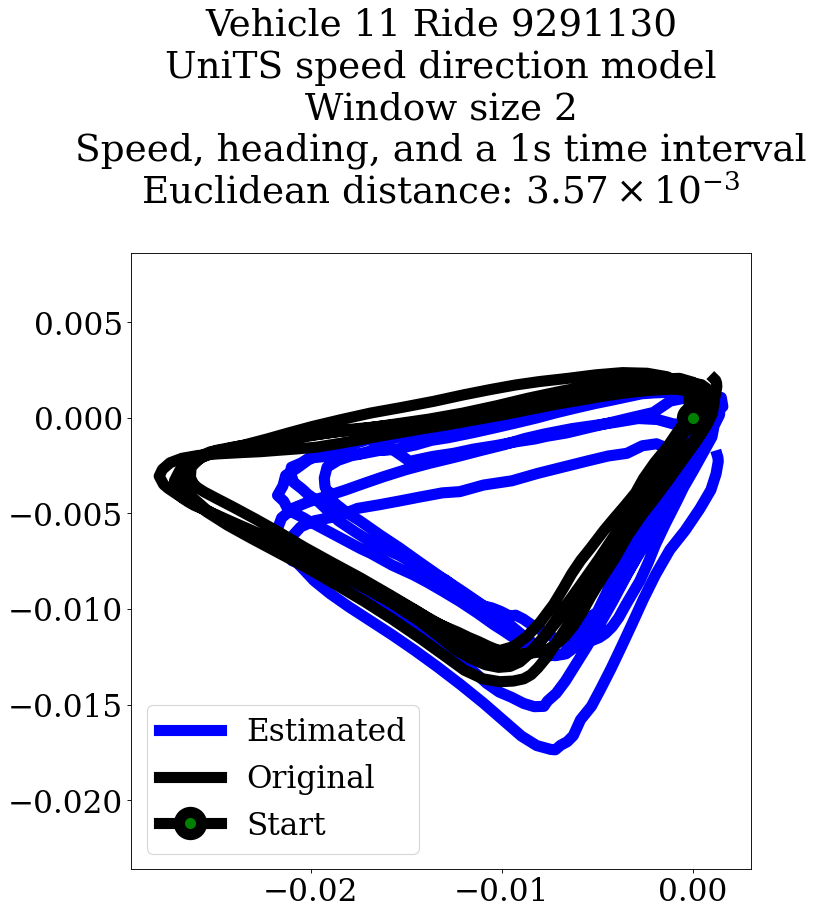 Vehicle 11 Ride 9291130
UniTS speed direction model
Window size 2
Speed, heading, and a 1s time interval
Euclidean distance: 3.57 × 10⁻³
0.005
0.000
−0.005
−0.010
−0.015
−0.020
Estimated
Original
Start
−0.02
−0.01
0.00